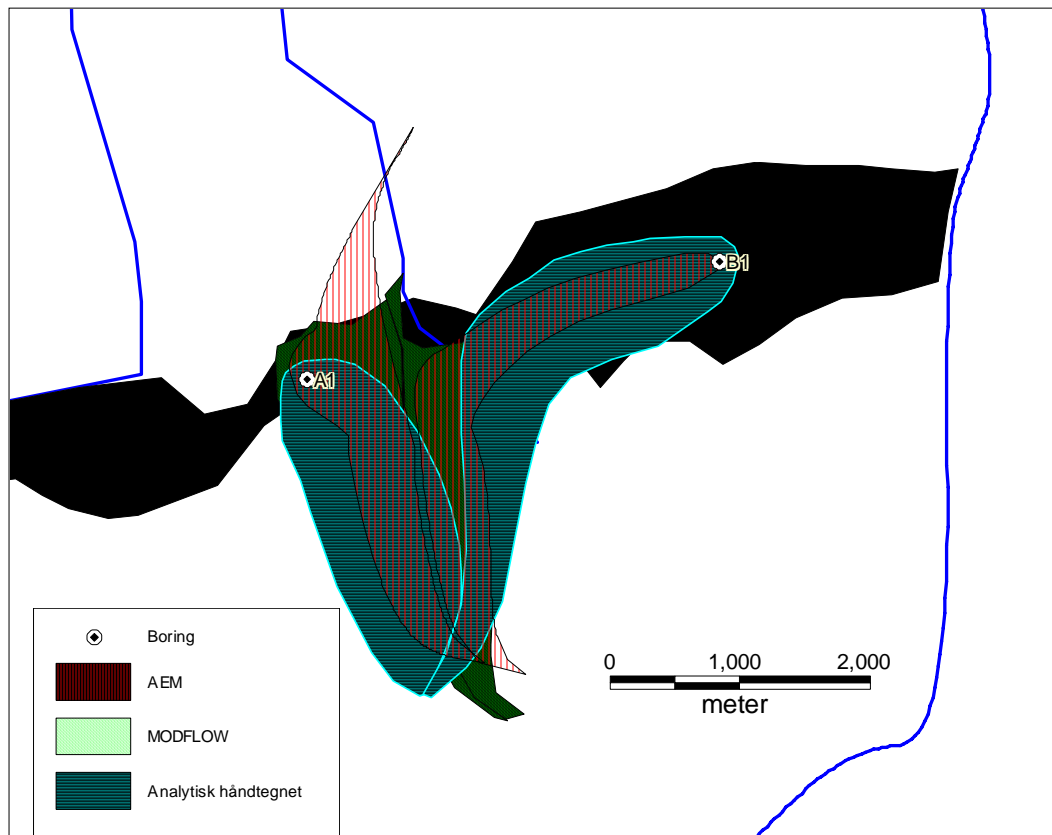 B1
A1
Boring
AEM
MODFLOW
Analytisk håndtegnet
0 1,000 2,000
meter